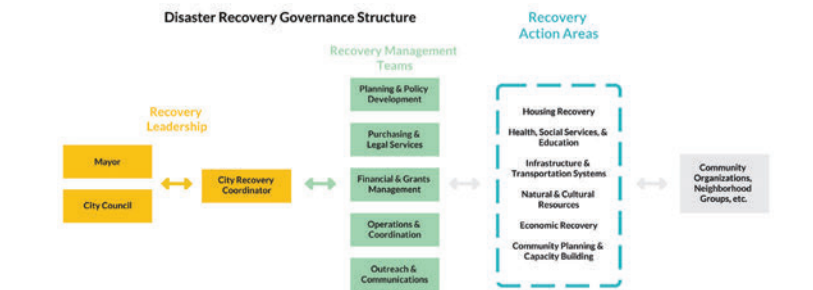 Disaster Recovery Governance Structure
Recovery
Action Areas
Recovery Management
Teams
Recovery
Leadership
Mayor
City Council
City Recovery
Coordinator
Planning & Policy
Development
Purchasing &
Legal Services
Financial & Grants
Management
Operations &
Coordination
Outreach &
Communications
Housing Recovery
Health, Social Services, &
Education
Infrastructure &
Transportation Systems
Natural & Cultural
Resources
Economic Recovery
Community Planning &
Capacity Building
Community
Organizations,
Neighborhood
Groups, etc.